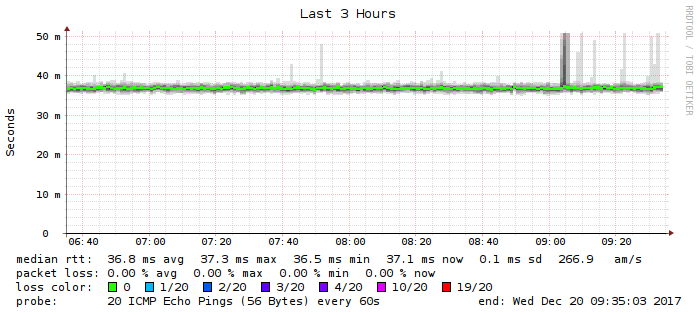 Last 3 Hours
RRDTOOL / TOBI OETIKER
Seconds
50 m
40 m
30 m
20 m
10 m
0
06:40 07:00 07:20 07:40 08:00 08:20 08:40 09:00 09:20
median rtt: 36.8 ms avg 37.3 ms max 36.5 ms min 37.1 ms now 0.1 ms sd 266.9 am/s
packet loss: 0.00 % avg 0.00 % max 0.00 % min 0.00 % now
loss color: 0 1/20 2/20 3/20 4/20 10/20 19/20
probe: 20 ICMP Echo Pings (56 Bytes) every 60s end: Wed Dec 20 09:35:03 2017